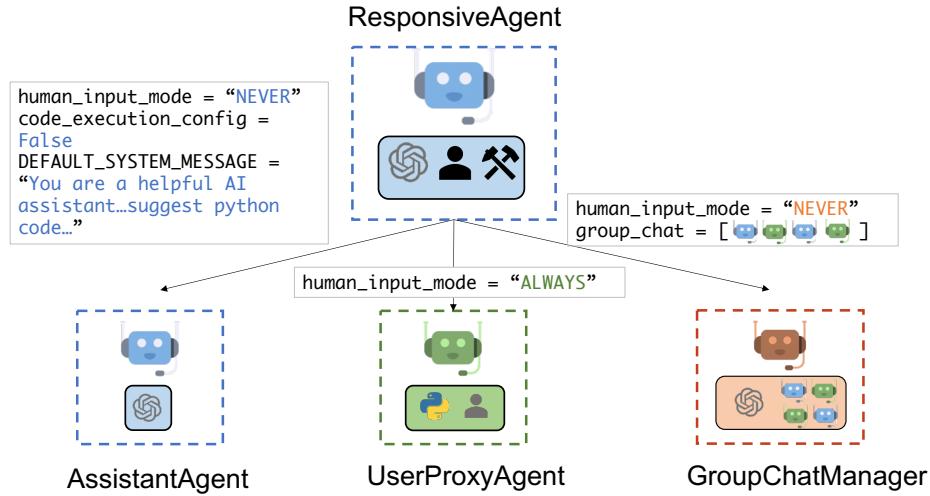 ResponsiveAgent
human_input_mode = “NEVER”
code_execution_config =
False
DEFAULT_SYSTEM_MESSAGE =
“You are a helpful AI
assistant…suggest python
code…”
human_input_mode = “NEVER”
group_chat = [ ]
human_input_mode = “ALWAYS”
AssistantAgent
UserProxyAgent
GroupChatManager